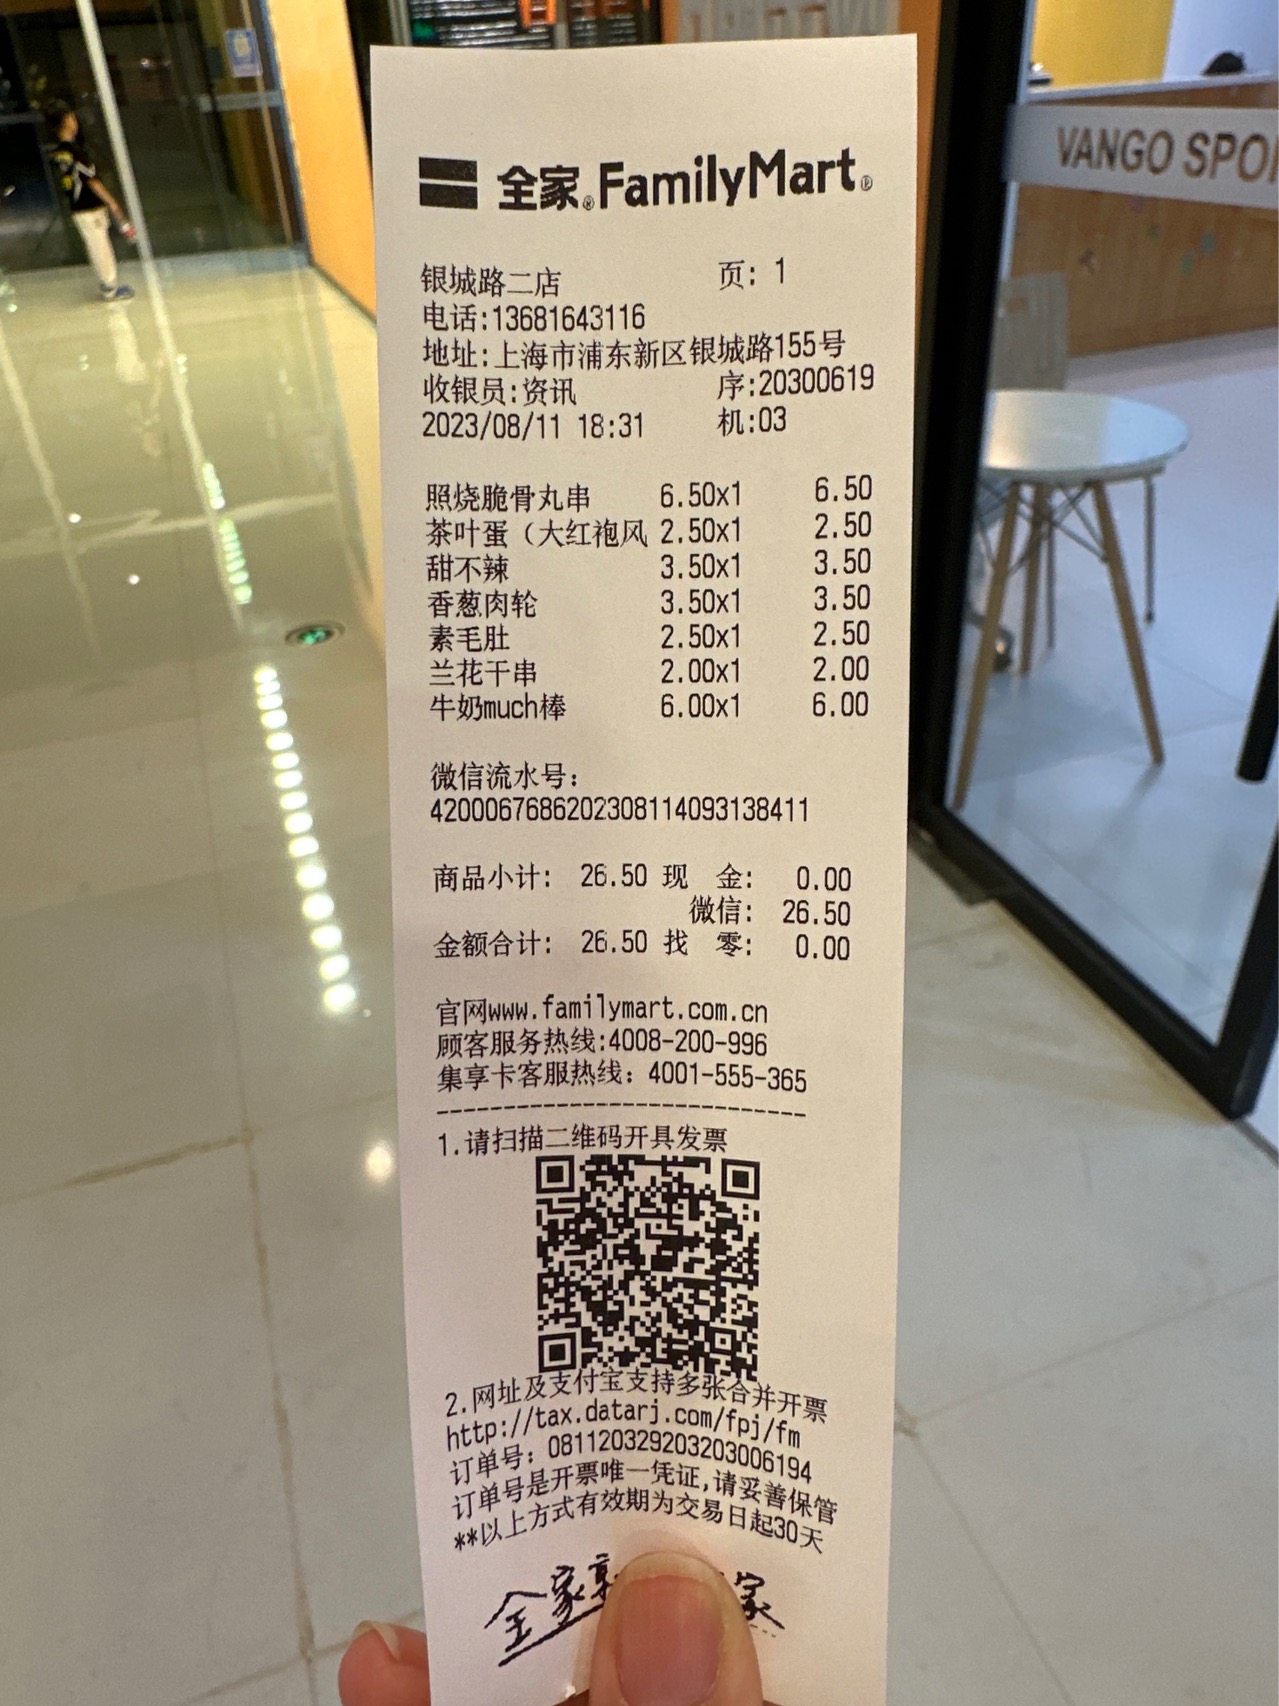 全家®FamilyMart®
VANGO SPO
银城路二店 页: 1
电话:13681643116
地址:上海市浦东新区银城路155号
收银员:资讯 序:20300619
2023/08/11 18:31 机:03
照烧脆骨丸串 6.50x1 6.50
茶叶蛋（大红袍风 2.50x1 2.50
甜不辣 3.50x1 3.50
香葱肉轮 3.50x1 3.50
素毛肚 2.50x1 2.50
兰花干串 2.00x1 2.00
牛奶much棒 6.00x1 6.00
微信流水号:
4200067686202308114093138411
商品小计: 26.50 现 金: 0.00
微信: 26.50
金额合计: 26.50 找 零: 0.00
官网www.familymart.com.cn
顾客服务热线:4008-200-996
集享卡客服热线: 4001-555-365
----------------------------
1.请扫描二维码开具发票
2.网址及支付宝支持多张合并开票
http://tax.datarj.com/fpj/fm
订单号: 081120329203203006194
订单号是开票唯一凭证,请妥善保管
**以上方式有效期为交易日起30天
全家 家